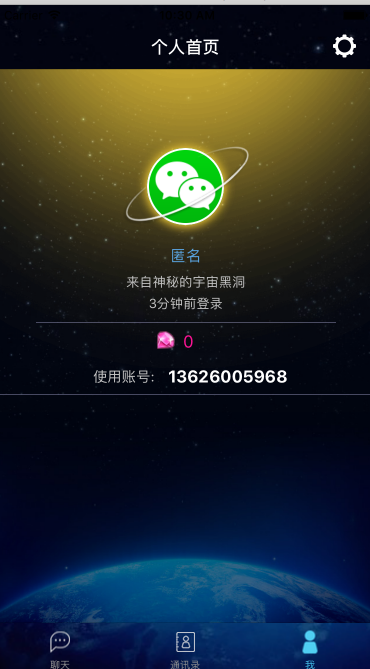 个人首页
匿名
来自神秘的宇宙黑洞
3分钟前登录
0
使用账号: 13626005968
聊天
通讯录
我